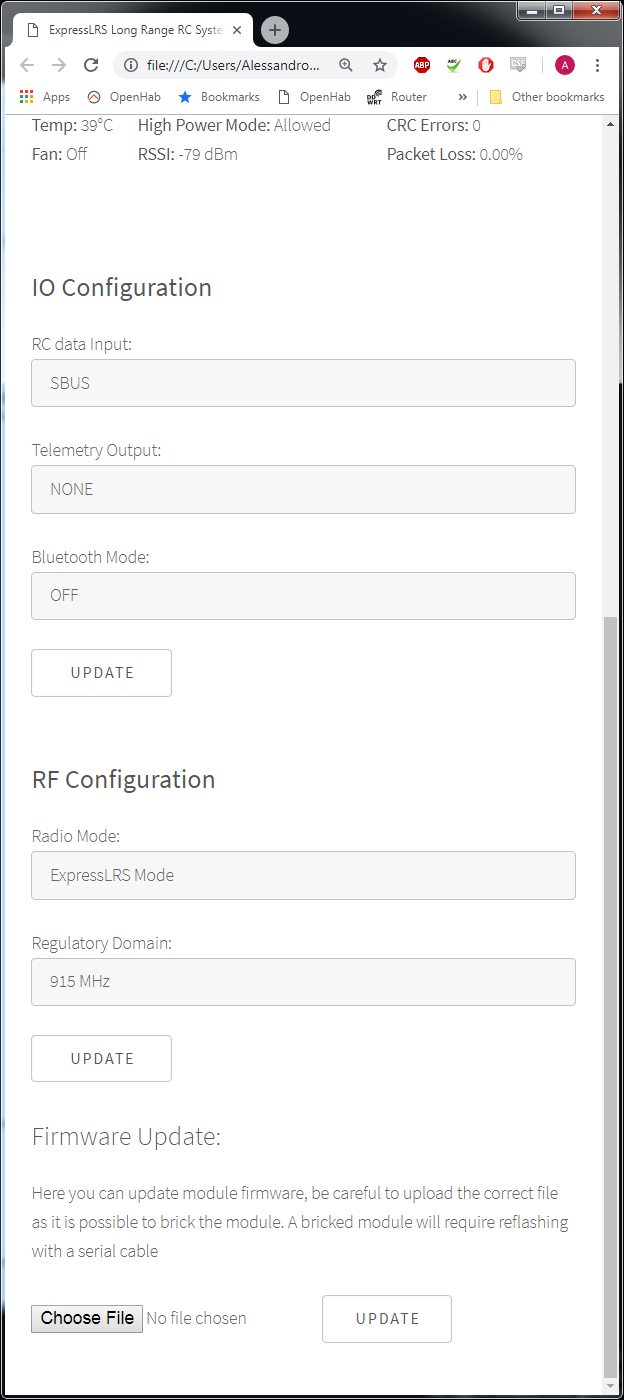 ExpressLRS Long Range RC Syste
file:///C:/Users/Alessandro...
ABP
ABC
CSF
A
Apps OpenHab Bookmarks OpenHab DD WRT Router » Other bookmarks
Temp: 39°C High Power Mode: Allowed CRC Errors: 0
Fan: Off RSSI: -79 dBm Packet Loss: 0.00%
IO Configuration
RC data Input:
SBUS
Telemetry Output:
NONE
Bluetooth Mode:
OFF
UPDATE
RF Configuration
Radio Mode:
ExpressLRS Mode
Regulatory Domain:
915 MHz
UPDATE
Firmware Update:
Here you can update module firmware, be careful to upload the correct file
as it is possible to brick the module. A bricked module will require reflashing
with a serial cable
Choose File No file chosen UPDATE